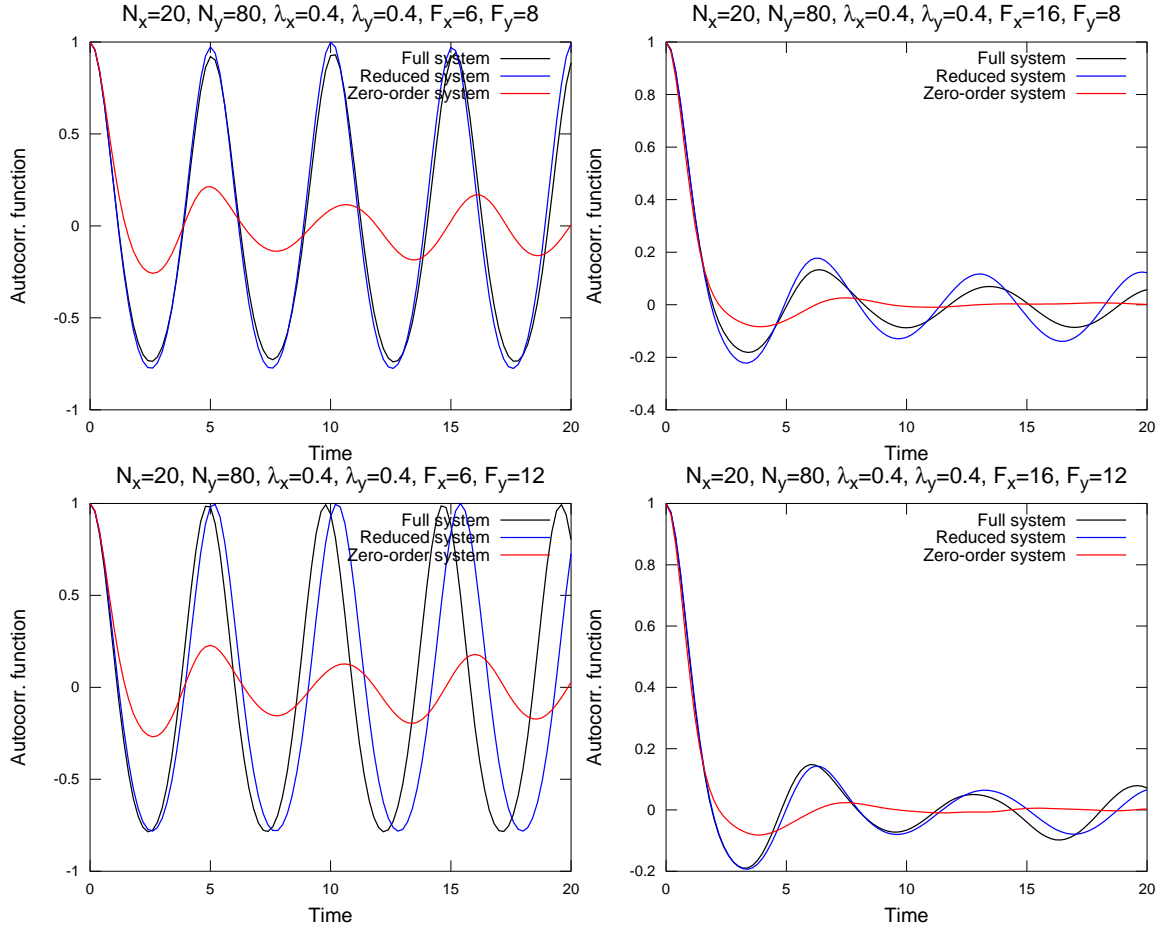 N_x=20, N_y=80, λ_x=0.4, λ_y=0.4, F_x=6, F_y=8
Autocorr. function
1
0.5
0
-0.5
-1
0
5
10
15
20
Time
Full system
Reduced system
Zero-order system
N_x=20, N_y=80, λ_x=0.4, λ_y=0.4, F_x=16, F_y=8
Autocorr. function
1
0.8
0.6
0.4
0.2
0
-0.2
-0.4
0
5
10
15
20
Time
Full system
Reduced system
Zero-order system
N_x=20, N_y=80, λ_x=0.4, λ_y=0.4, F_x=6, F_y=12
Autocorr. function
1
0.5
0
-0.5
-1
0
5
10
15
20
Time
Full system
Reduced system
Zero-order system
N_x=20, N_y=80, λ_x=0.4, λ_y=0.4, F_x=16, F_y=12
Autocorr. function
1
0.8
0.6
0.4
0.2
0
-0.2
0
5
10
15
20
Time
Full system
Reduced system
Zero-order system